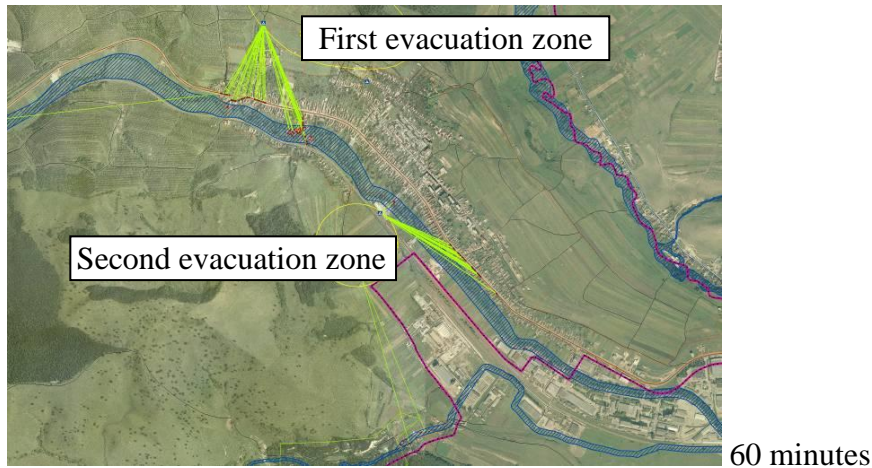 First evacuation zone
Second evacuation zone
60 minutes